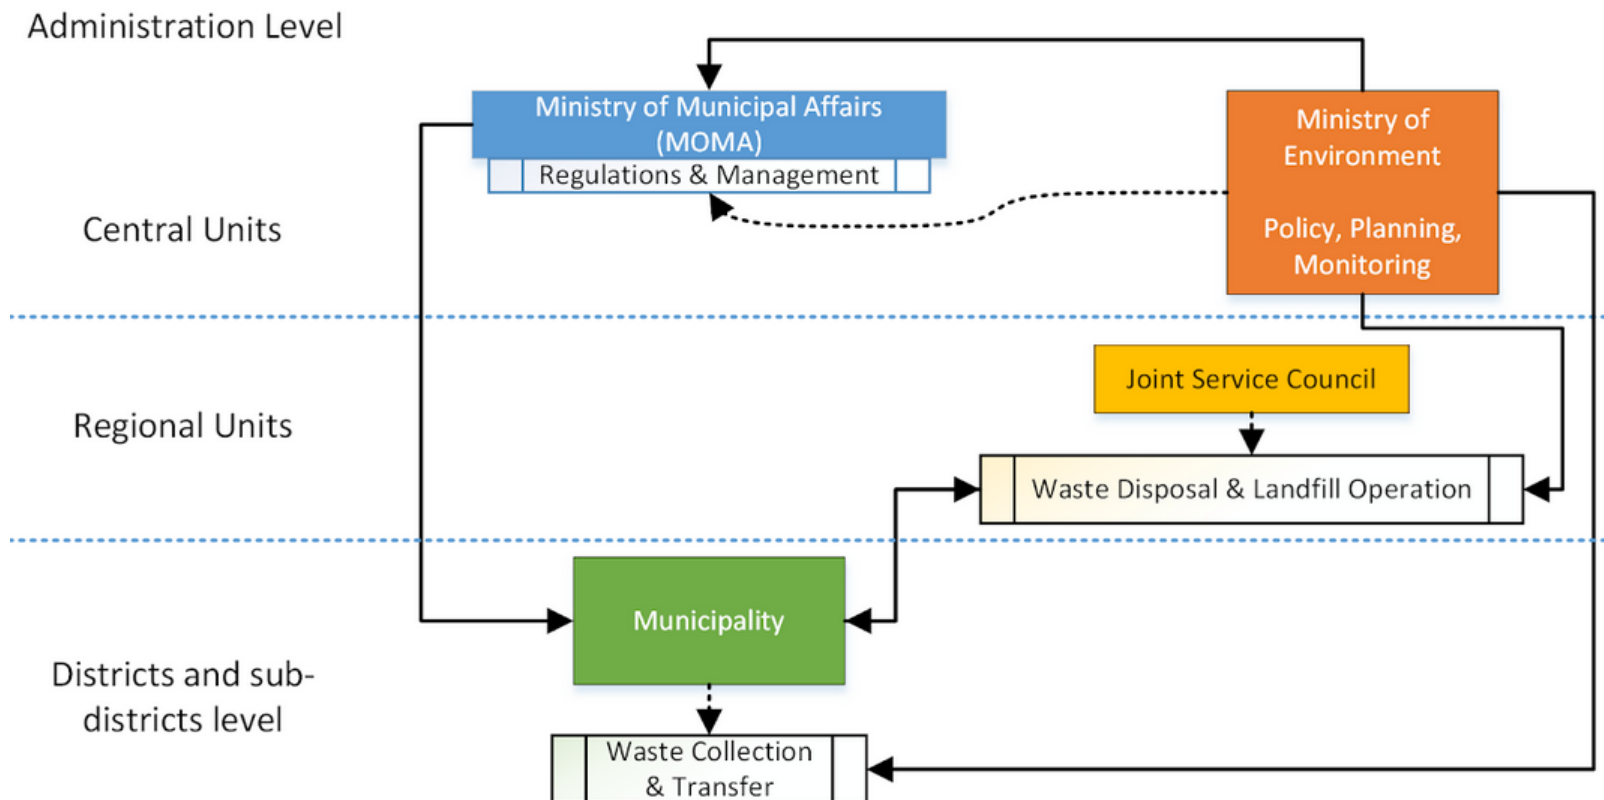 Administration Level
Ministry of Municipal Affairs
(MOMA)
Regulations & Management
Ministry of
Environment
Policy, Planning,
Monitoring
Central Units
Joint Service Council
Regional Units
Waste Disposal & Landfill Operation
Municipality
Districts and sub-
districts level
Waste Collection
& Transfer